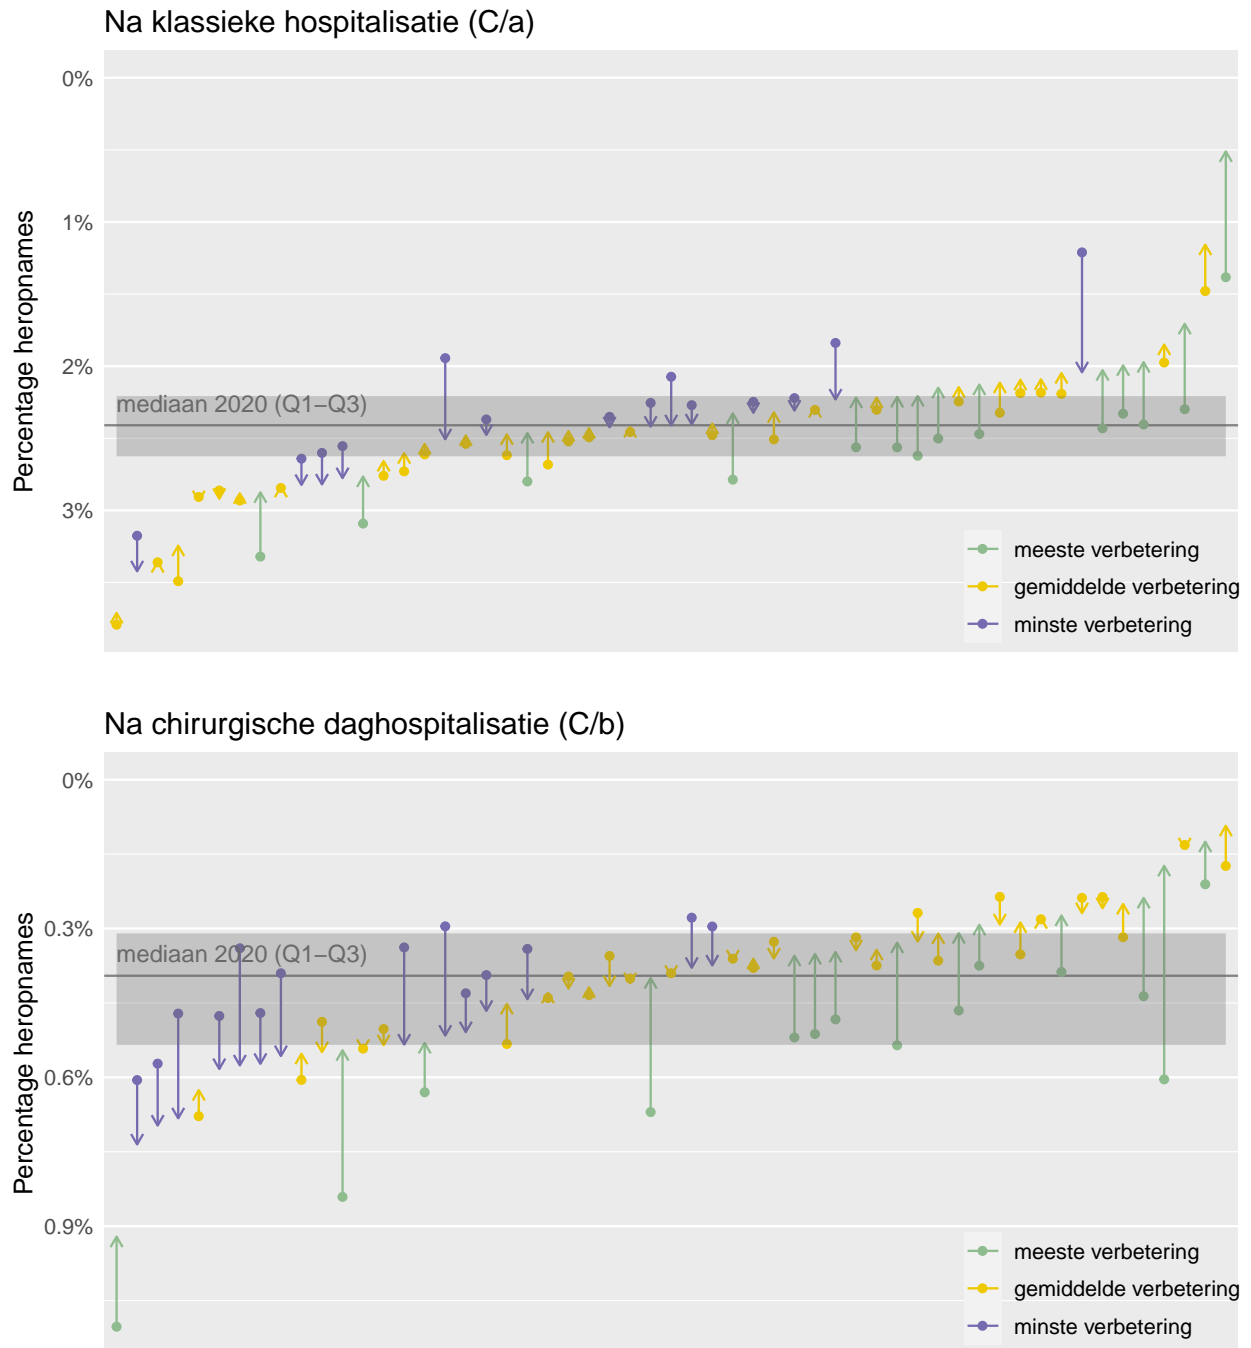 Na klassieke hospitalisatie (C/a)
0%
1%
2%
3%
Percentage heropnames
mediaan 2020 (Q1−Q3)
meeste verbetering
gemiddelde verbetering
minste verbetering
Na chirurgische daghospitalisatie (C/b)
0%
0.3%
0.6%
0.9%
Percentage heropnames
mediaan 2020 (Q1−Q3)
meeste verbetering
gemiddelde verbetering
minste verbetering